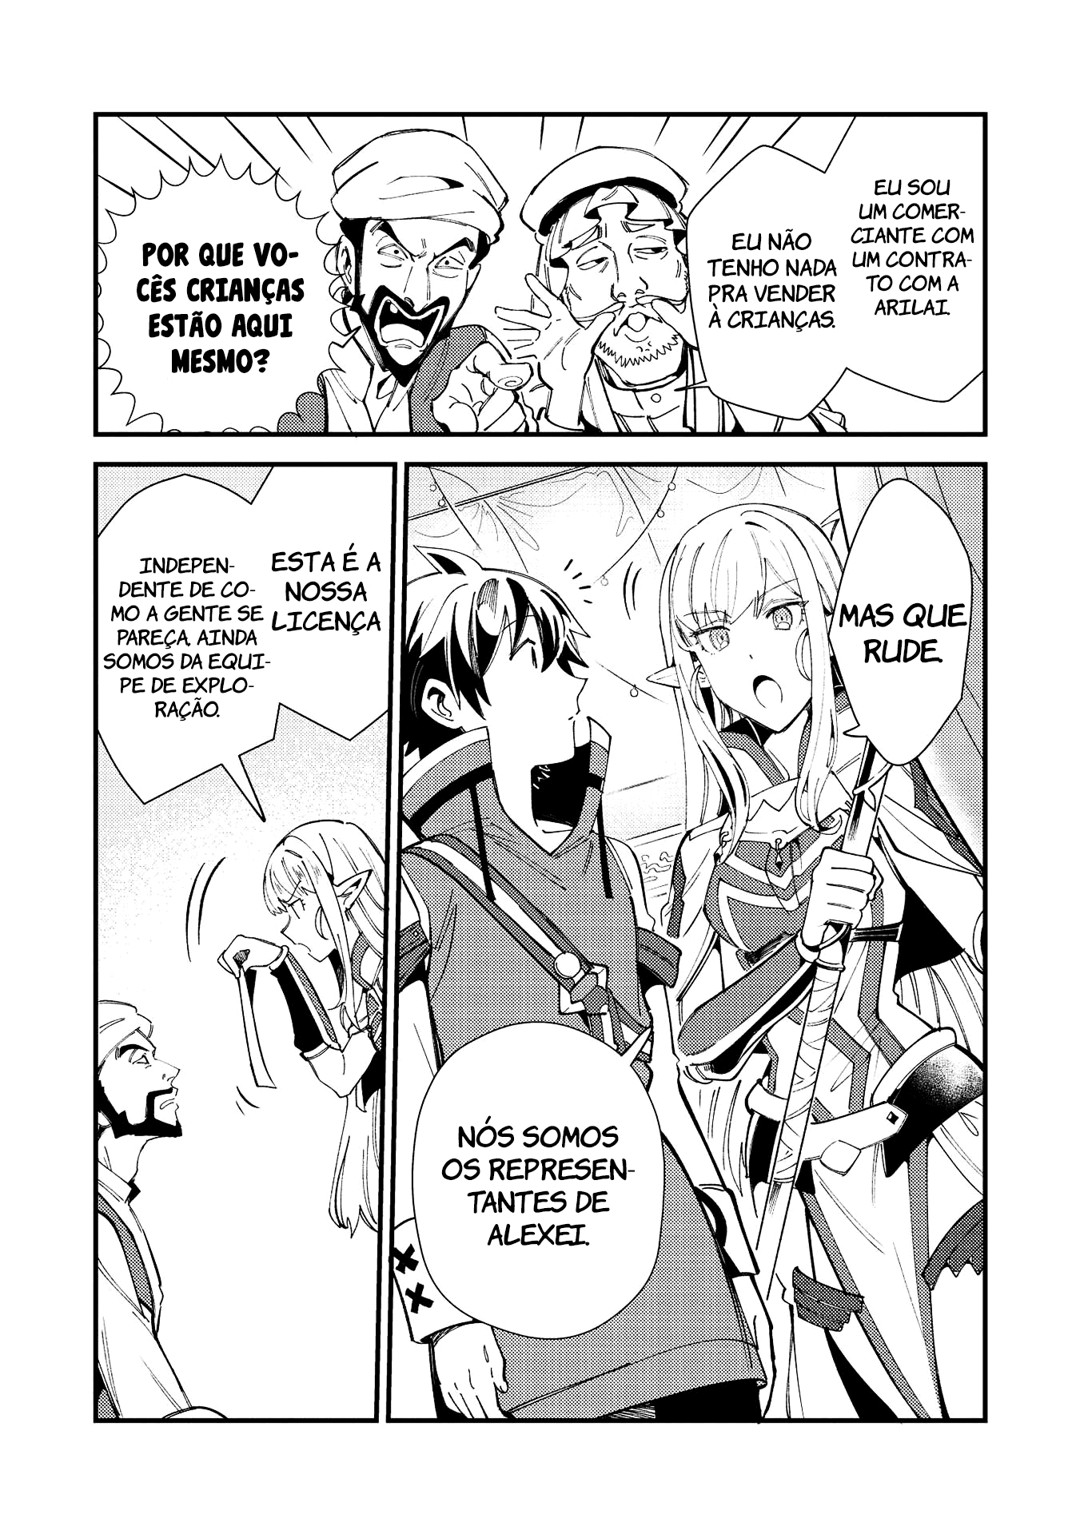 EU SOU
UM COMER-
CIANTE COM
UM CONTRA-
TO COM A
ARILAI.
EU NÃO
TENHO NADA
PRA VENDER
À CRIANÇAS.
POR QUE VO-
CÊS CRIANÇAS
ESTÃO AQUI
MESMO?
MAS QUE
RUDE.
NÓS SOMOS
OS REPRESEN-
TANTES DE
ALEXEI.
ESTA É A
NOSSA
LICENÇA
INDEPEN-
DENTE DE CO-
MO A GENTE SE
PAREÇA, AINDA
SOMOS DA EQUI-
PE DE EXPLO-
RAÇÃO.